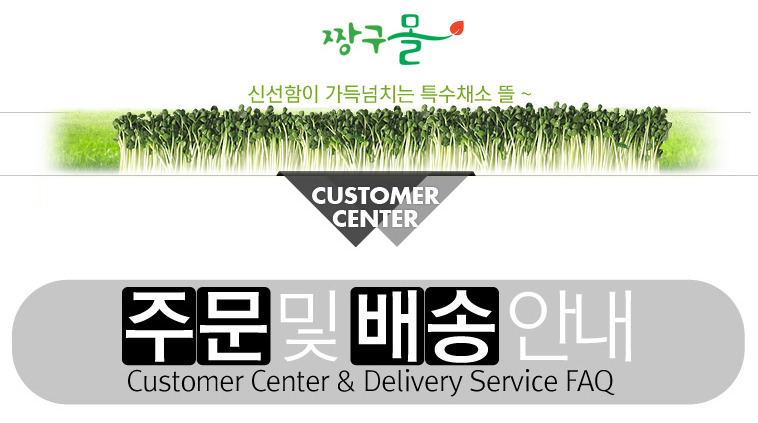 짱구몰
신선함이 가득넘치는 특수채소 뜰 ~
CUSTOMER
CENTER
주문 및 배송 안내
Customer Center & Delivery Service FAQ